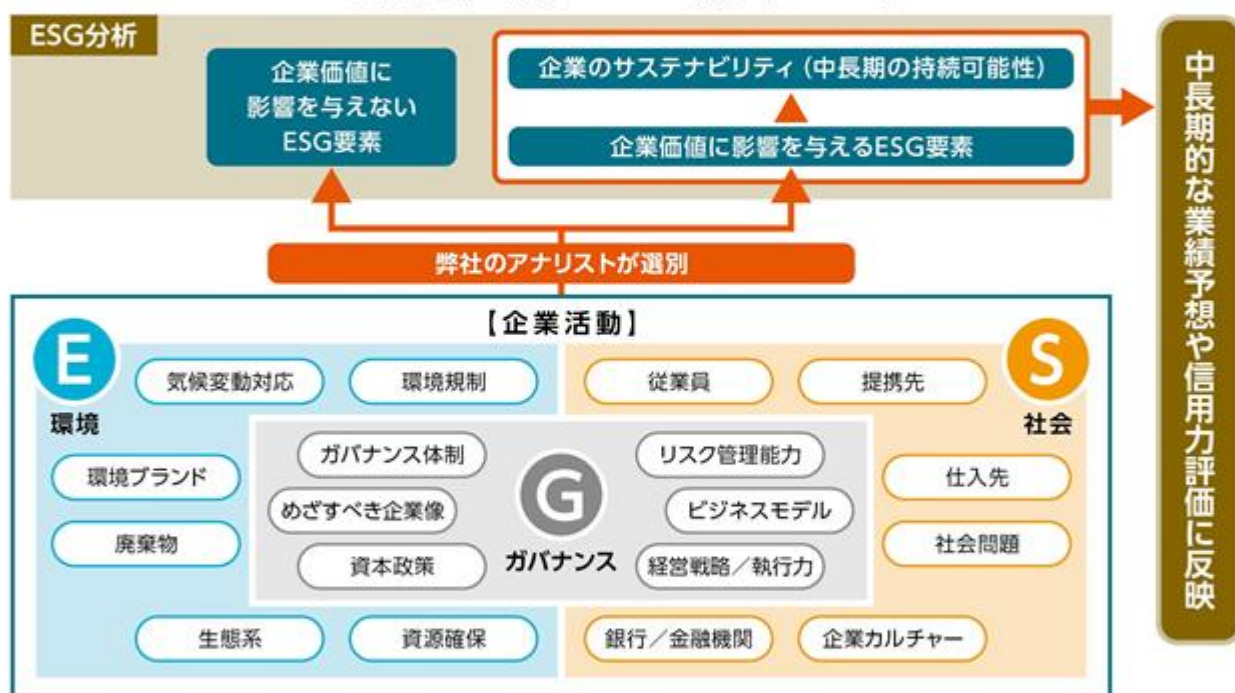 ESG分析
企業価値に
影響を与えない
ESG要素
企業のサステナビリティ（中長期の持続可能性）
企業価値に影響を与えるESG要素
中長期的な業績予想や信用力評価に反映
弊社のアナリストが選別
【企業活動】
E
環境
S
社会
気候変動対応
環境規制
従業員
提携先
環境ブランド
廃棄物
ガバナンス体制
めざすべき企業像
資本政策
G
ガバナンス
リスク管理能力
ビジネスモデル
経営戦略／執行力
仕入先
社会問題
生態系
資源確保
銀行／金融機関
企業カルチャー